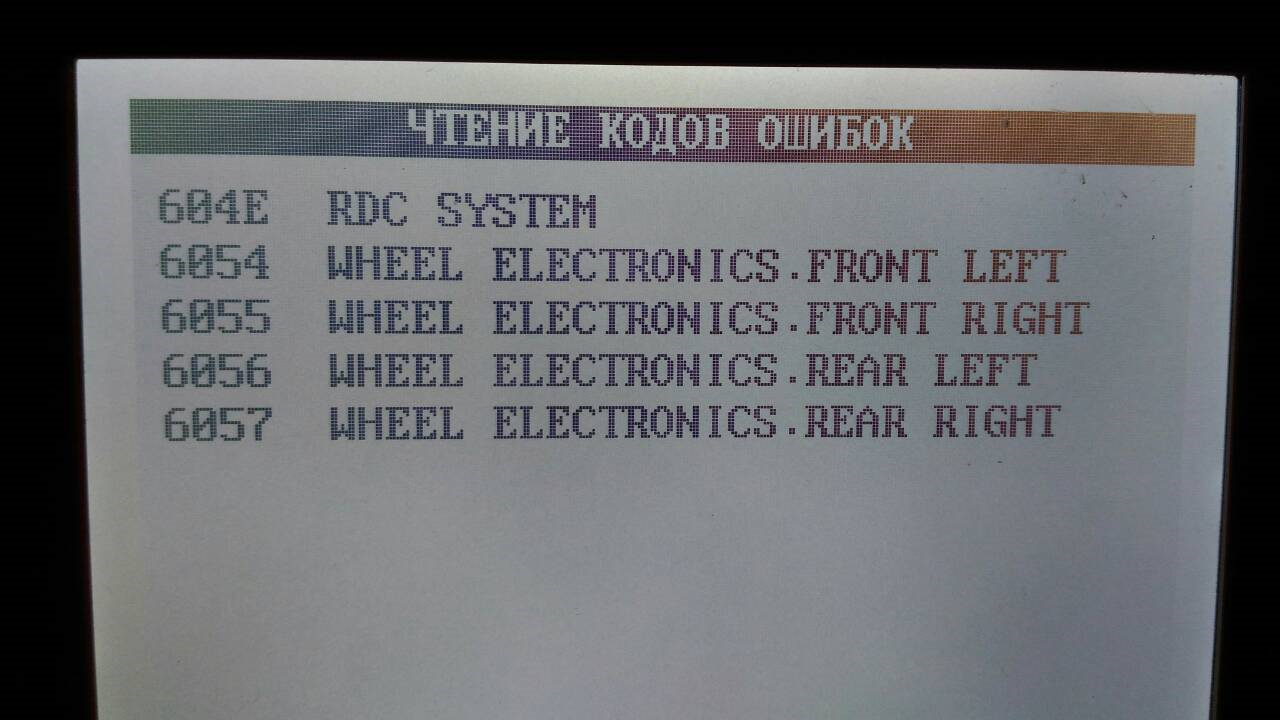 ЧТЕНИЕ КОДОВ ОШИБОК
604E RDC SYSTEM
6054 WHEEL ELECTRONICS.FRONT LEFT
6055 WHEEL ELECTRONICS.FRONT RIGHT
6056 WHEEL ELECTRONICS.REAR LEFT
6057 WHEEL ELECTRONICS.REAR RIGHT